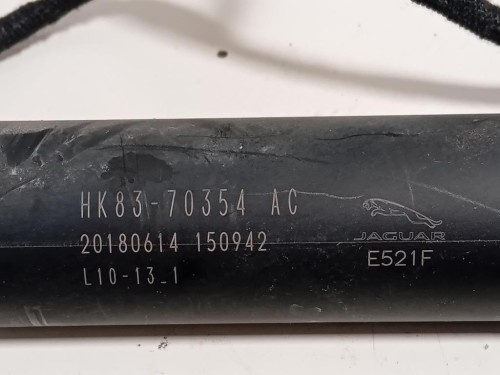 HK83-70354 AC
20180614 150942
L10-13_1
JAGUAR
E521F